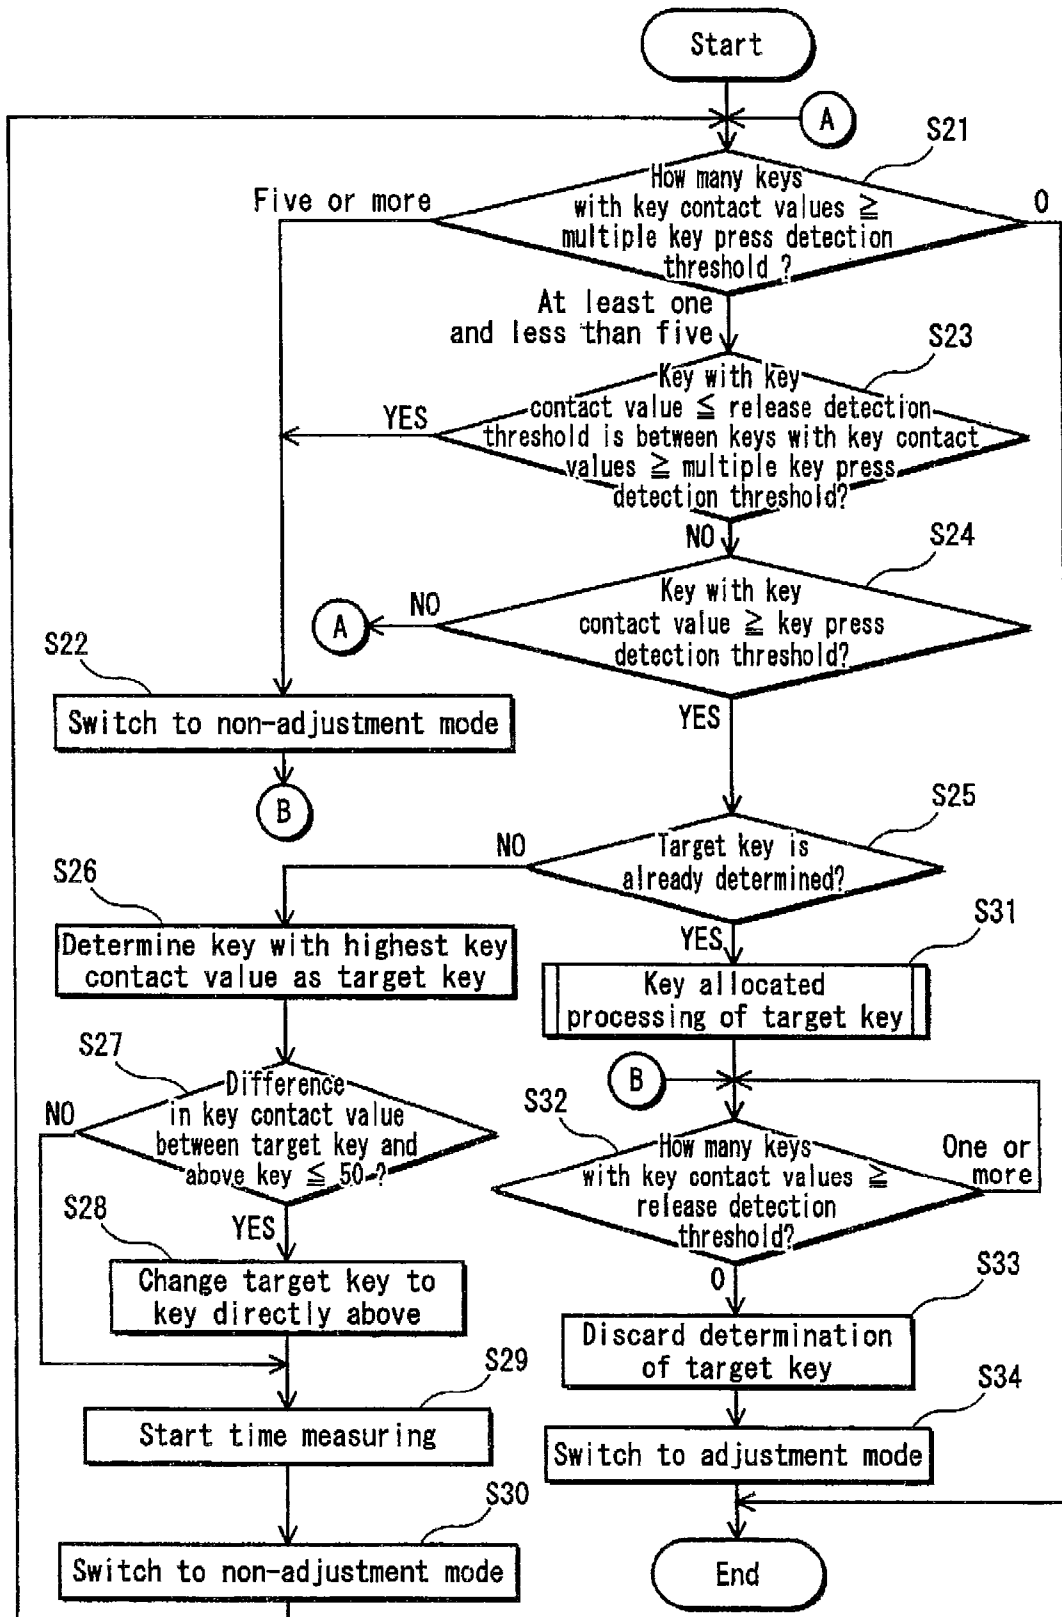 Start
A
S21
How many keys
with key contact values ≧
multiple key press detection
threshold ?
Five or more
0
At least one
and less than five
S23
Key with key
contact value ≦ release detection
threshold is between keys with key contact
values ≧ multiple key press
detection threshold?
YES
NO
S24
Key with key
contact value ≧ key press
detection threshold?
NO
A
YES
S22
Switch to non-adjustment mode
B
S25
Target key is
already determined?
NO
YES
S26
Determine key with highest key
contact value as target key
S31
Key allocated
processing of target key
S27
Difference
in key contact value
between target key and
above key ≦ 50 ?
NO
YES
B
S32
How many keys
with key contact values ≧
release detection
threshold?
One or
more
0
S28
Change target key to
key directly above
S33
Discard determination
of target key
S29
Start time measuring
S34
Switch to adjustment mode
S30
Switch to non-adjustment mode
End